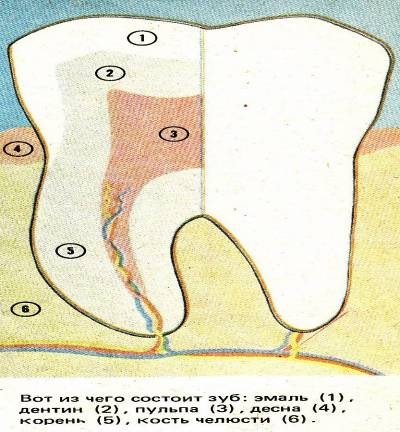 1
2
3
4
5
6
Вот из чего состоит зуб: эмаль (1),
дентин (2), пульпа (3), десна (4),
корень (5), кость челюсти (6).